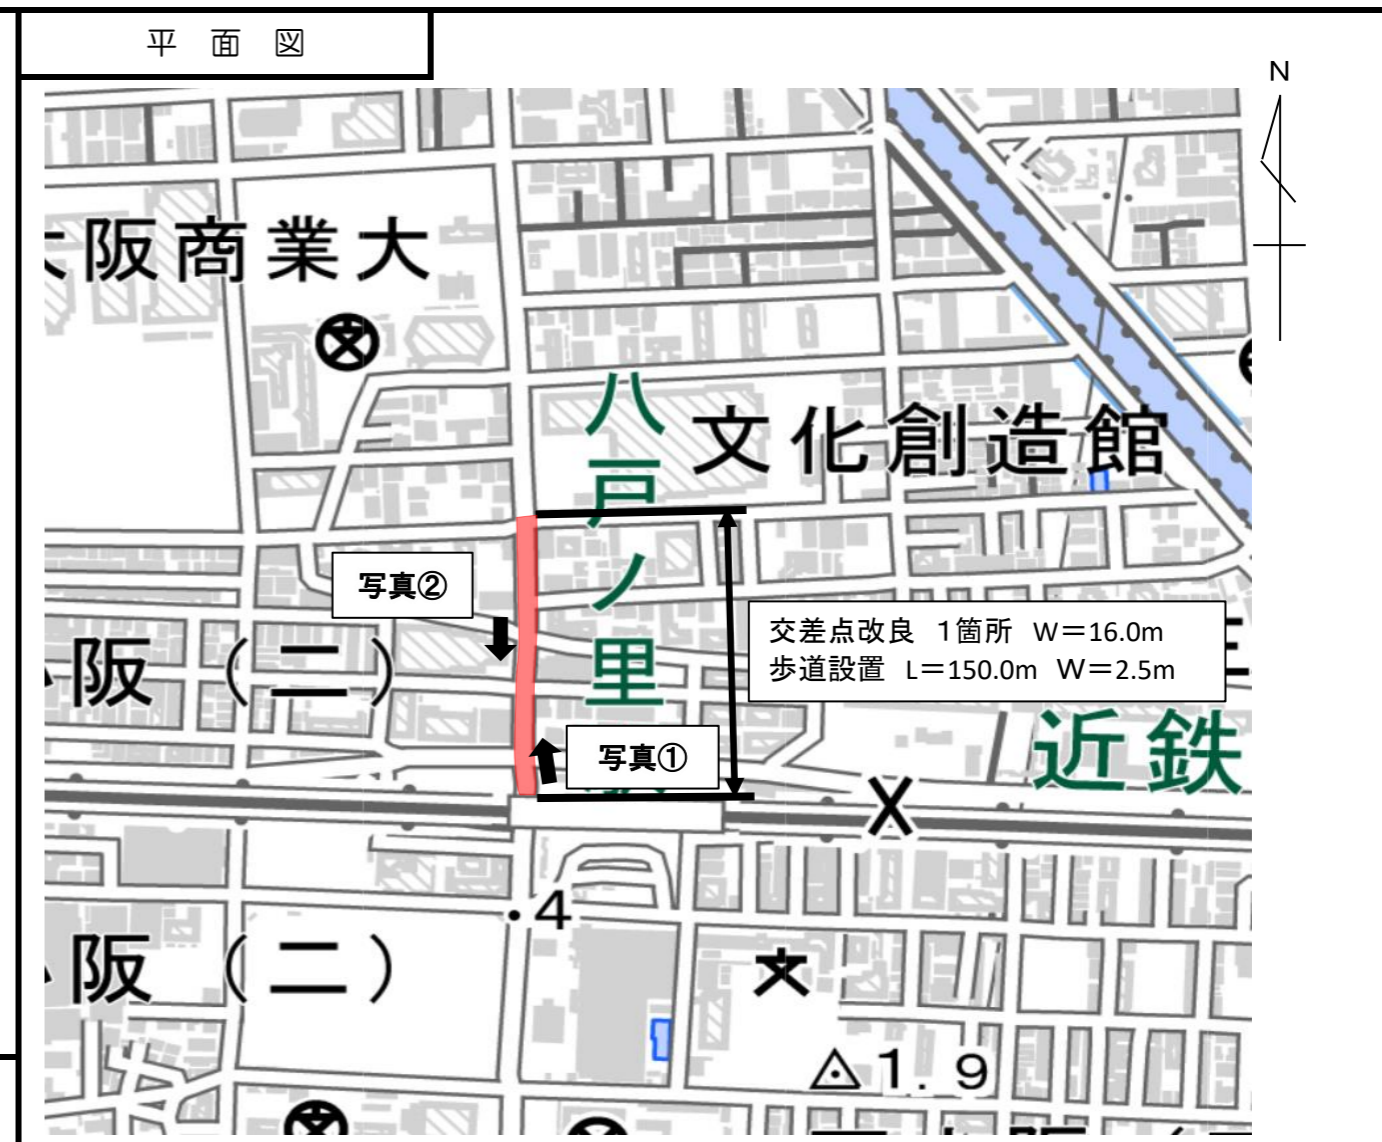 平 面 図
N
大阪商業大
八戸ノ里
文化創造館
写真②
交差点改良 1箇所 W=16.0m
歩道設置 L=150.0m W=2.5m
阪(二)
写真①
近鉄
4
阪(二)
1.9